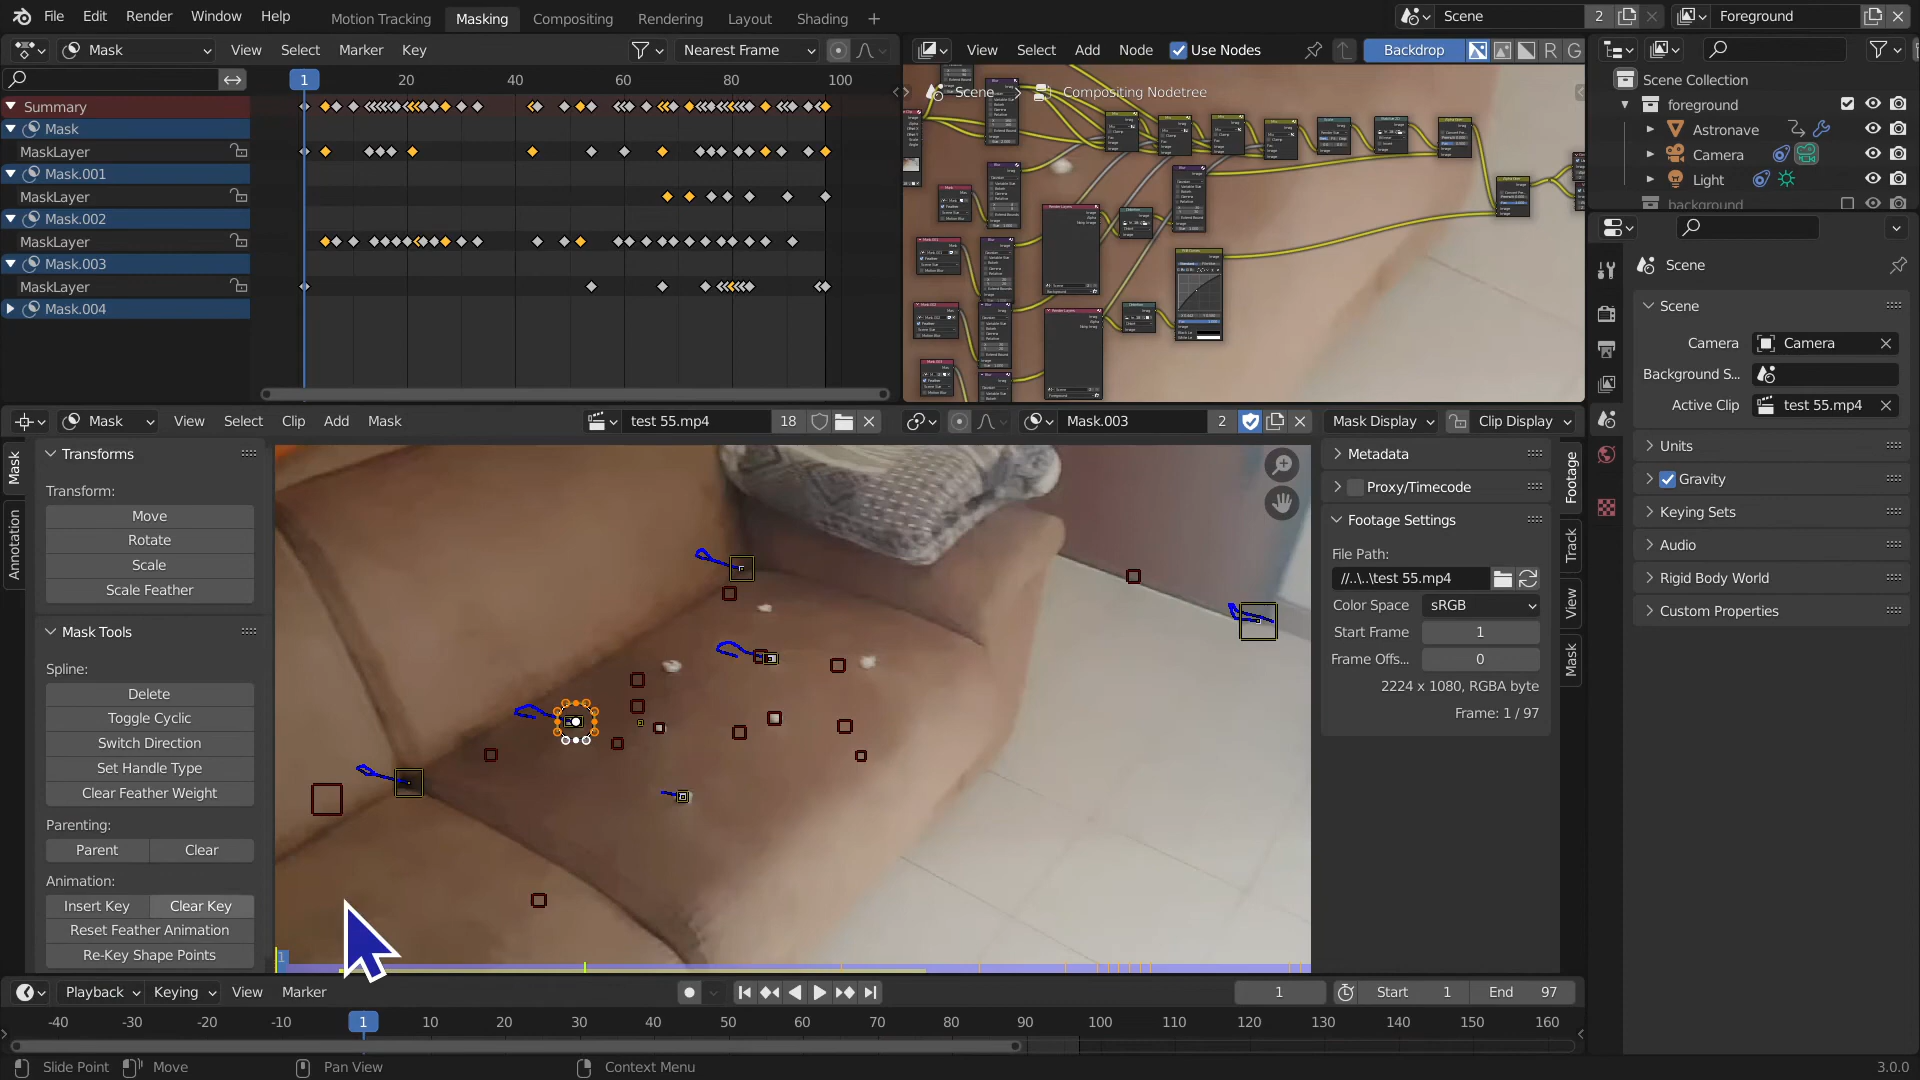 File Edit Render Window Help Motion Tracking Masking Compositing Rendering Layout Shading + Scene 2 Foreground
Mask View Select Marker Key Nearest Frame View Select Add Node Use Nodes Backdrop R G
1 20 40 60 80 100
Scene Compositing Nodetree
Scene Collection
Summary
foreground
Mask
Astronave
MaskLayer
Camera
Mask.001
Light
MaskLayer
background
Mask.002
MaskLayer
Mask.003
Scene
MaskLayer
Scene
Mask.004
Camera Camera
Background S...
Active Clip test 55.mp4
Mask View Select Clip Add Mask test 55.mp4 18 Mask.003 2 Mask Display Clip Display
Units
Gravity
Keying Sets
Audio
Rigid Body World
Custom Properties
Mask
Annotation
Transforms
Transform:
Move
Rotate
Scale
Scale Feather
Mask Tools
Spline:
Delete
Toggle Cyclic
Switch Direction
Set Handle Type
Clear Feather Weight
Parenting:
Parent Clear
Animation:
Insert Key Clear Key
Reset Feather Animation
Re-Key Shape Points
1
Metadata
Proxy/Timecode
Footage Settings
File Path:
//..\..\test 55.mp4
Color Space sRGB
Start Frame 1
Frame Offs... 0
2224 x 1080, RGBA byte
Frame: 1 / 97
Footage
Track
View
Mask
Playback Keying View Marker 1 Start 1 End 97
-40 -30 -20 -10 1 10 20 30 40 50 60 70 80 90 100 110 120 130 140 150 160
Slide Point Move Pan View Context Menu 3.0.0